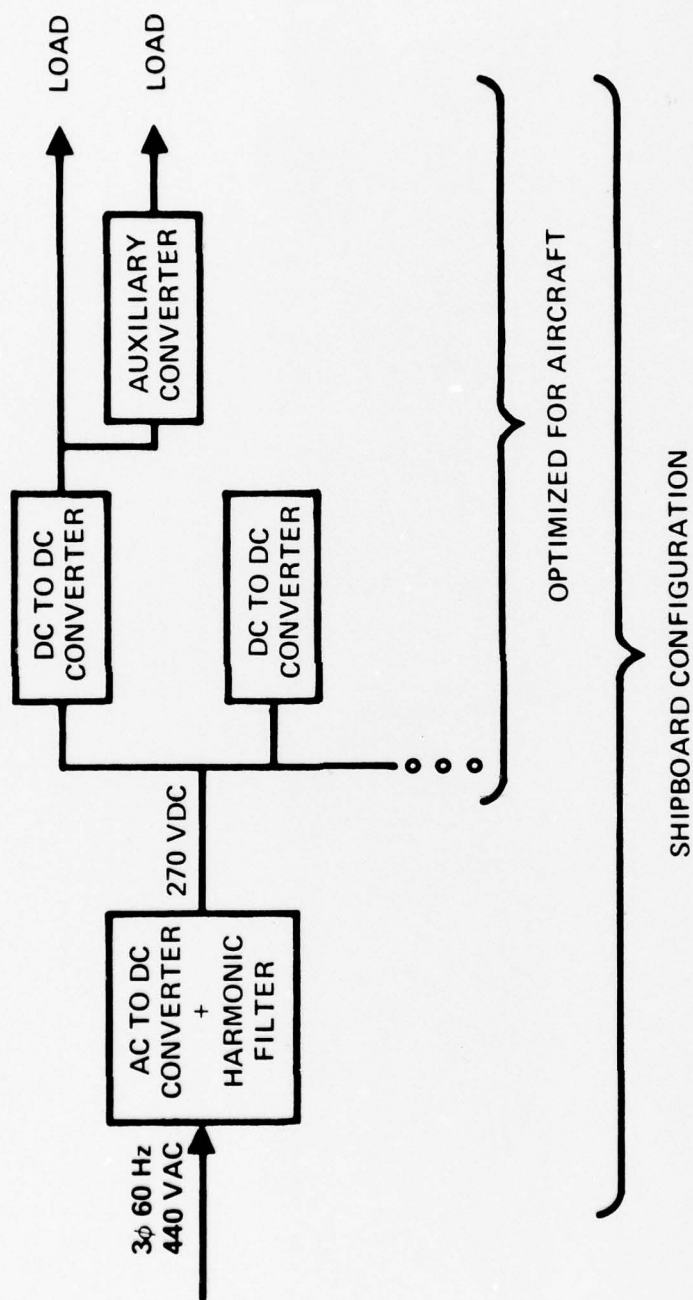 3ϕ 60 Hz
440 VAC
AC TO DC
CONVERTER
+
HARMONIC
FILTER
270 VDC
DC TO DC
CONVERTER
DC TO DC
CONVERTER
AUXILIARY
CONVERTER
LOAD
LOAD
OPTIMIZED FOR AIRCRAFT
SHIPBOARD CONFIGURATION